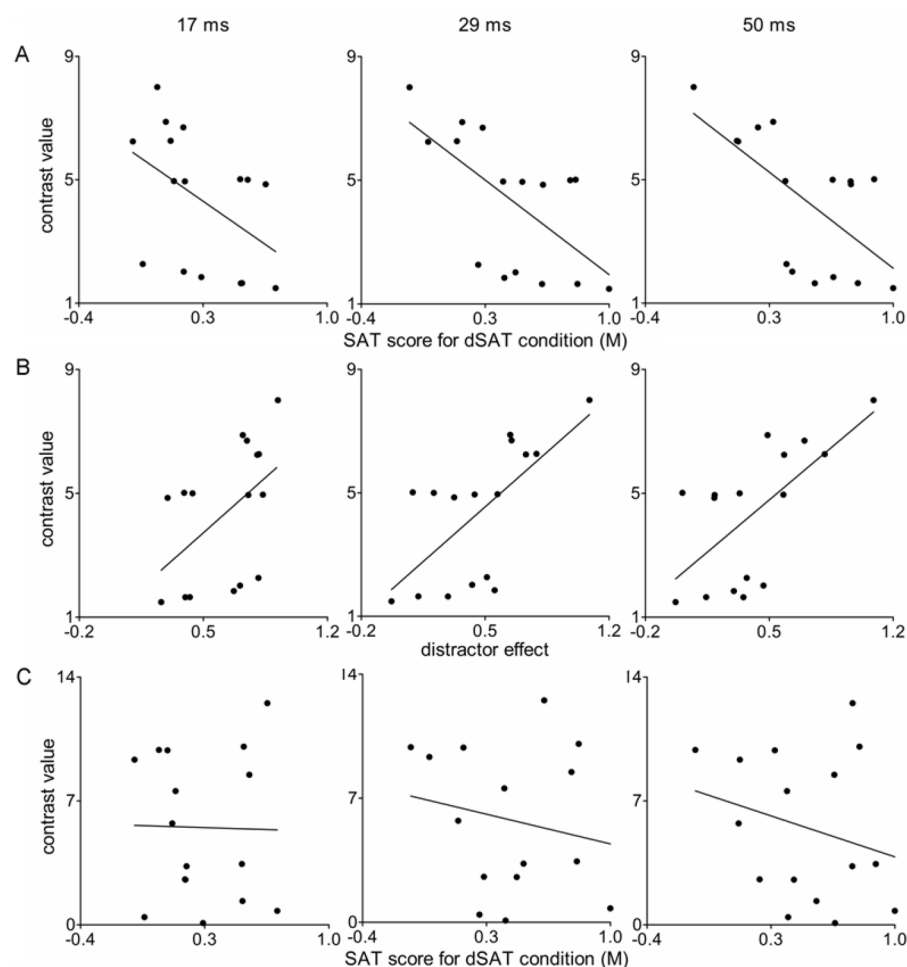 17 ms 29 ms 50 ms
A
9 9 9
contrast value
5 5 5
1 1 1
-0.4 0.3 1.0 -0.4 0.3 1.0 -0.4 0.3 1.0
SAT score for dSAT condition (M)
B
9 9 9
contrast value
5 5 5
1 1 1
-0.2 0.5 1.2 -0.2 0.5 1.2 -0.2 0.5 1.2
distractor effect
C
14 14 14
contrast value
7 7 7
0 0 0
-0.4 0.3 1.0 -0.4 0.3 1.0 -0.4 0.3 1.0
SAT score for dSAT condition (M)